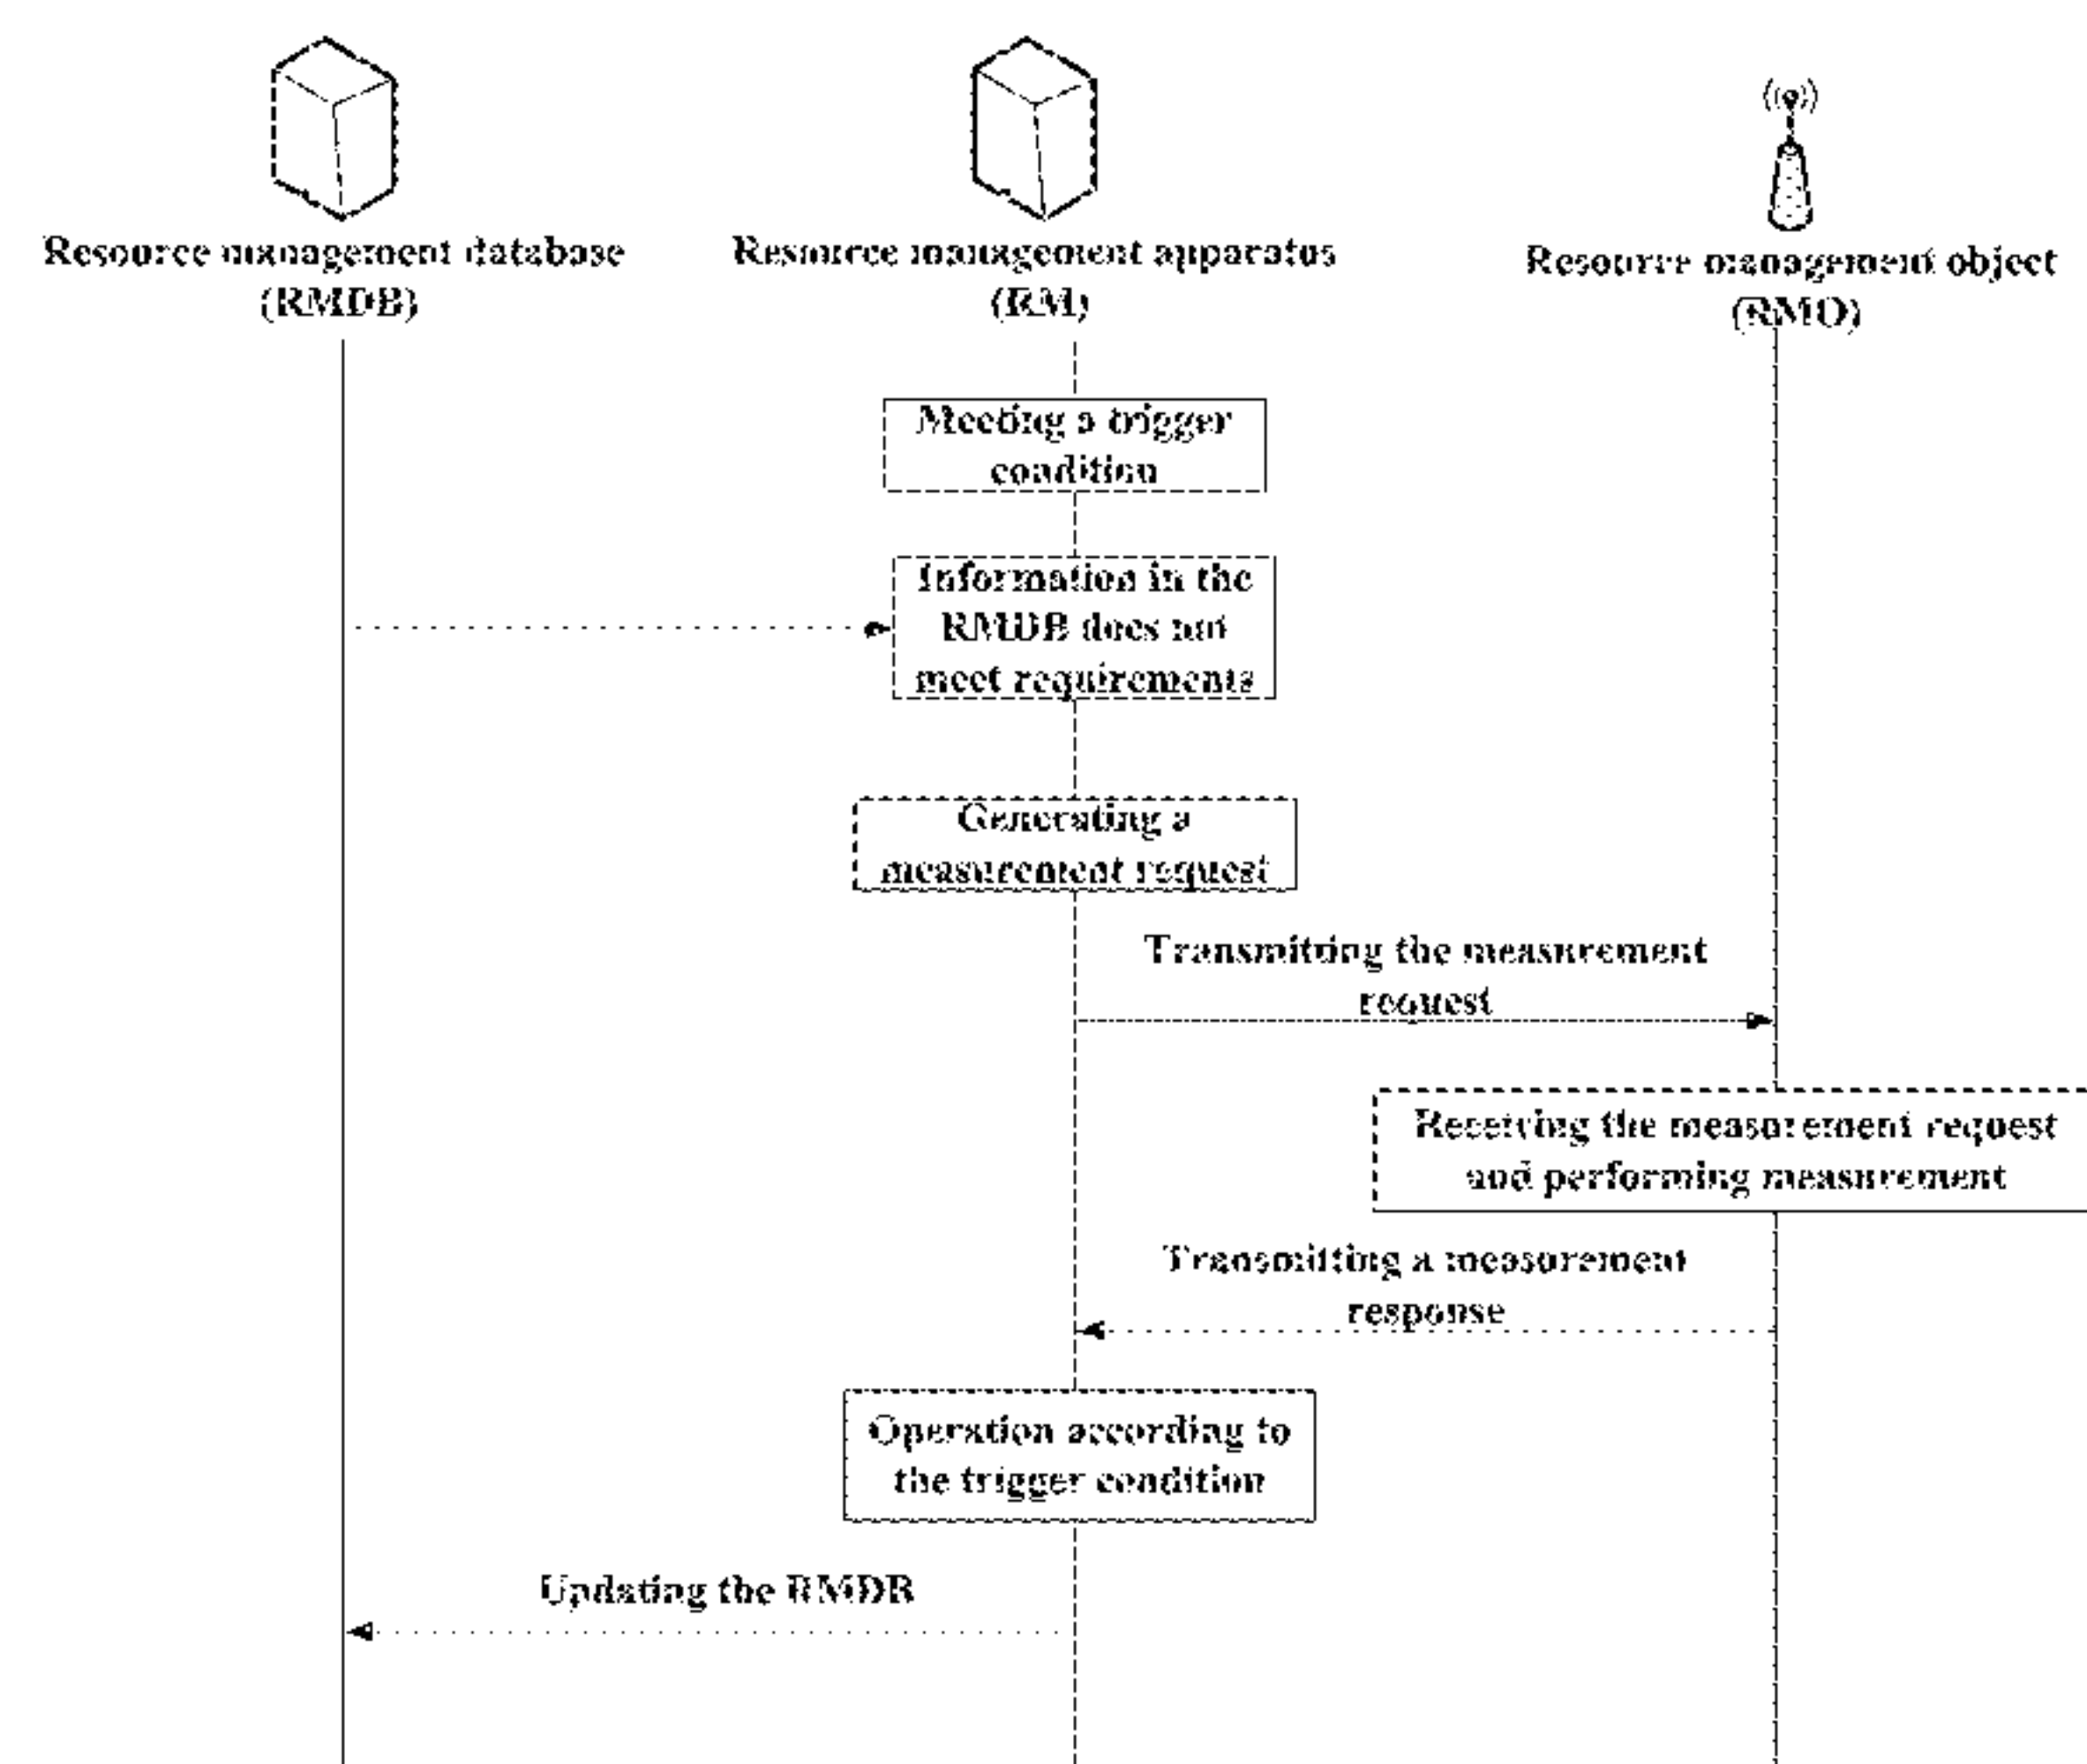 Resource management database
(RMDB)
Resource management apparatus
(RM)
Resource management object
(RMO)
Meeting a trigger
condition
Information in the
RMDB does not
meet requirements
Generating a
measurement request
Transmitting the measurement
request
Receiving the measurement request
and performing measurement
Transmitting a measurement
response
Operation according to
the trigger condition
Updating the RMDB